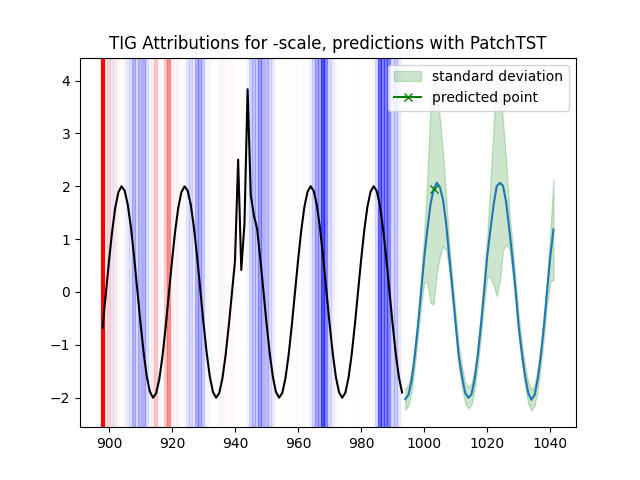 TIG Attributions for -scale, predictions with PatchTST
standard deviation
predicted point
4
3
2
1
0
−1
−2
900 920 940 960 980 1000 1020 1040